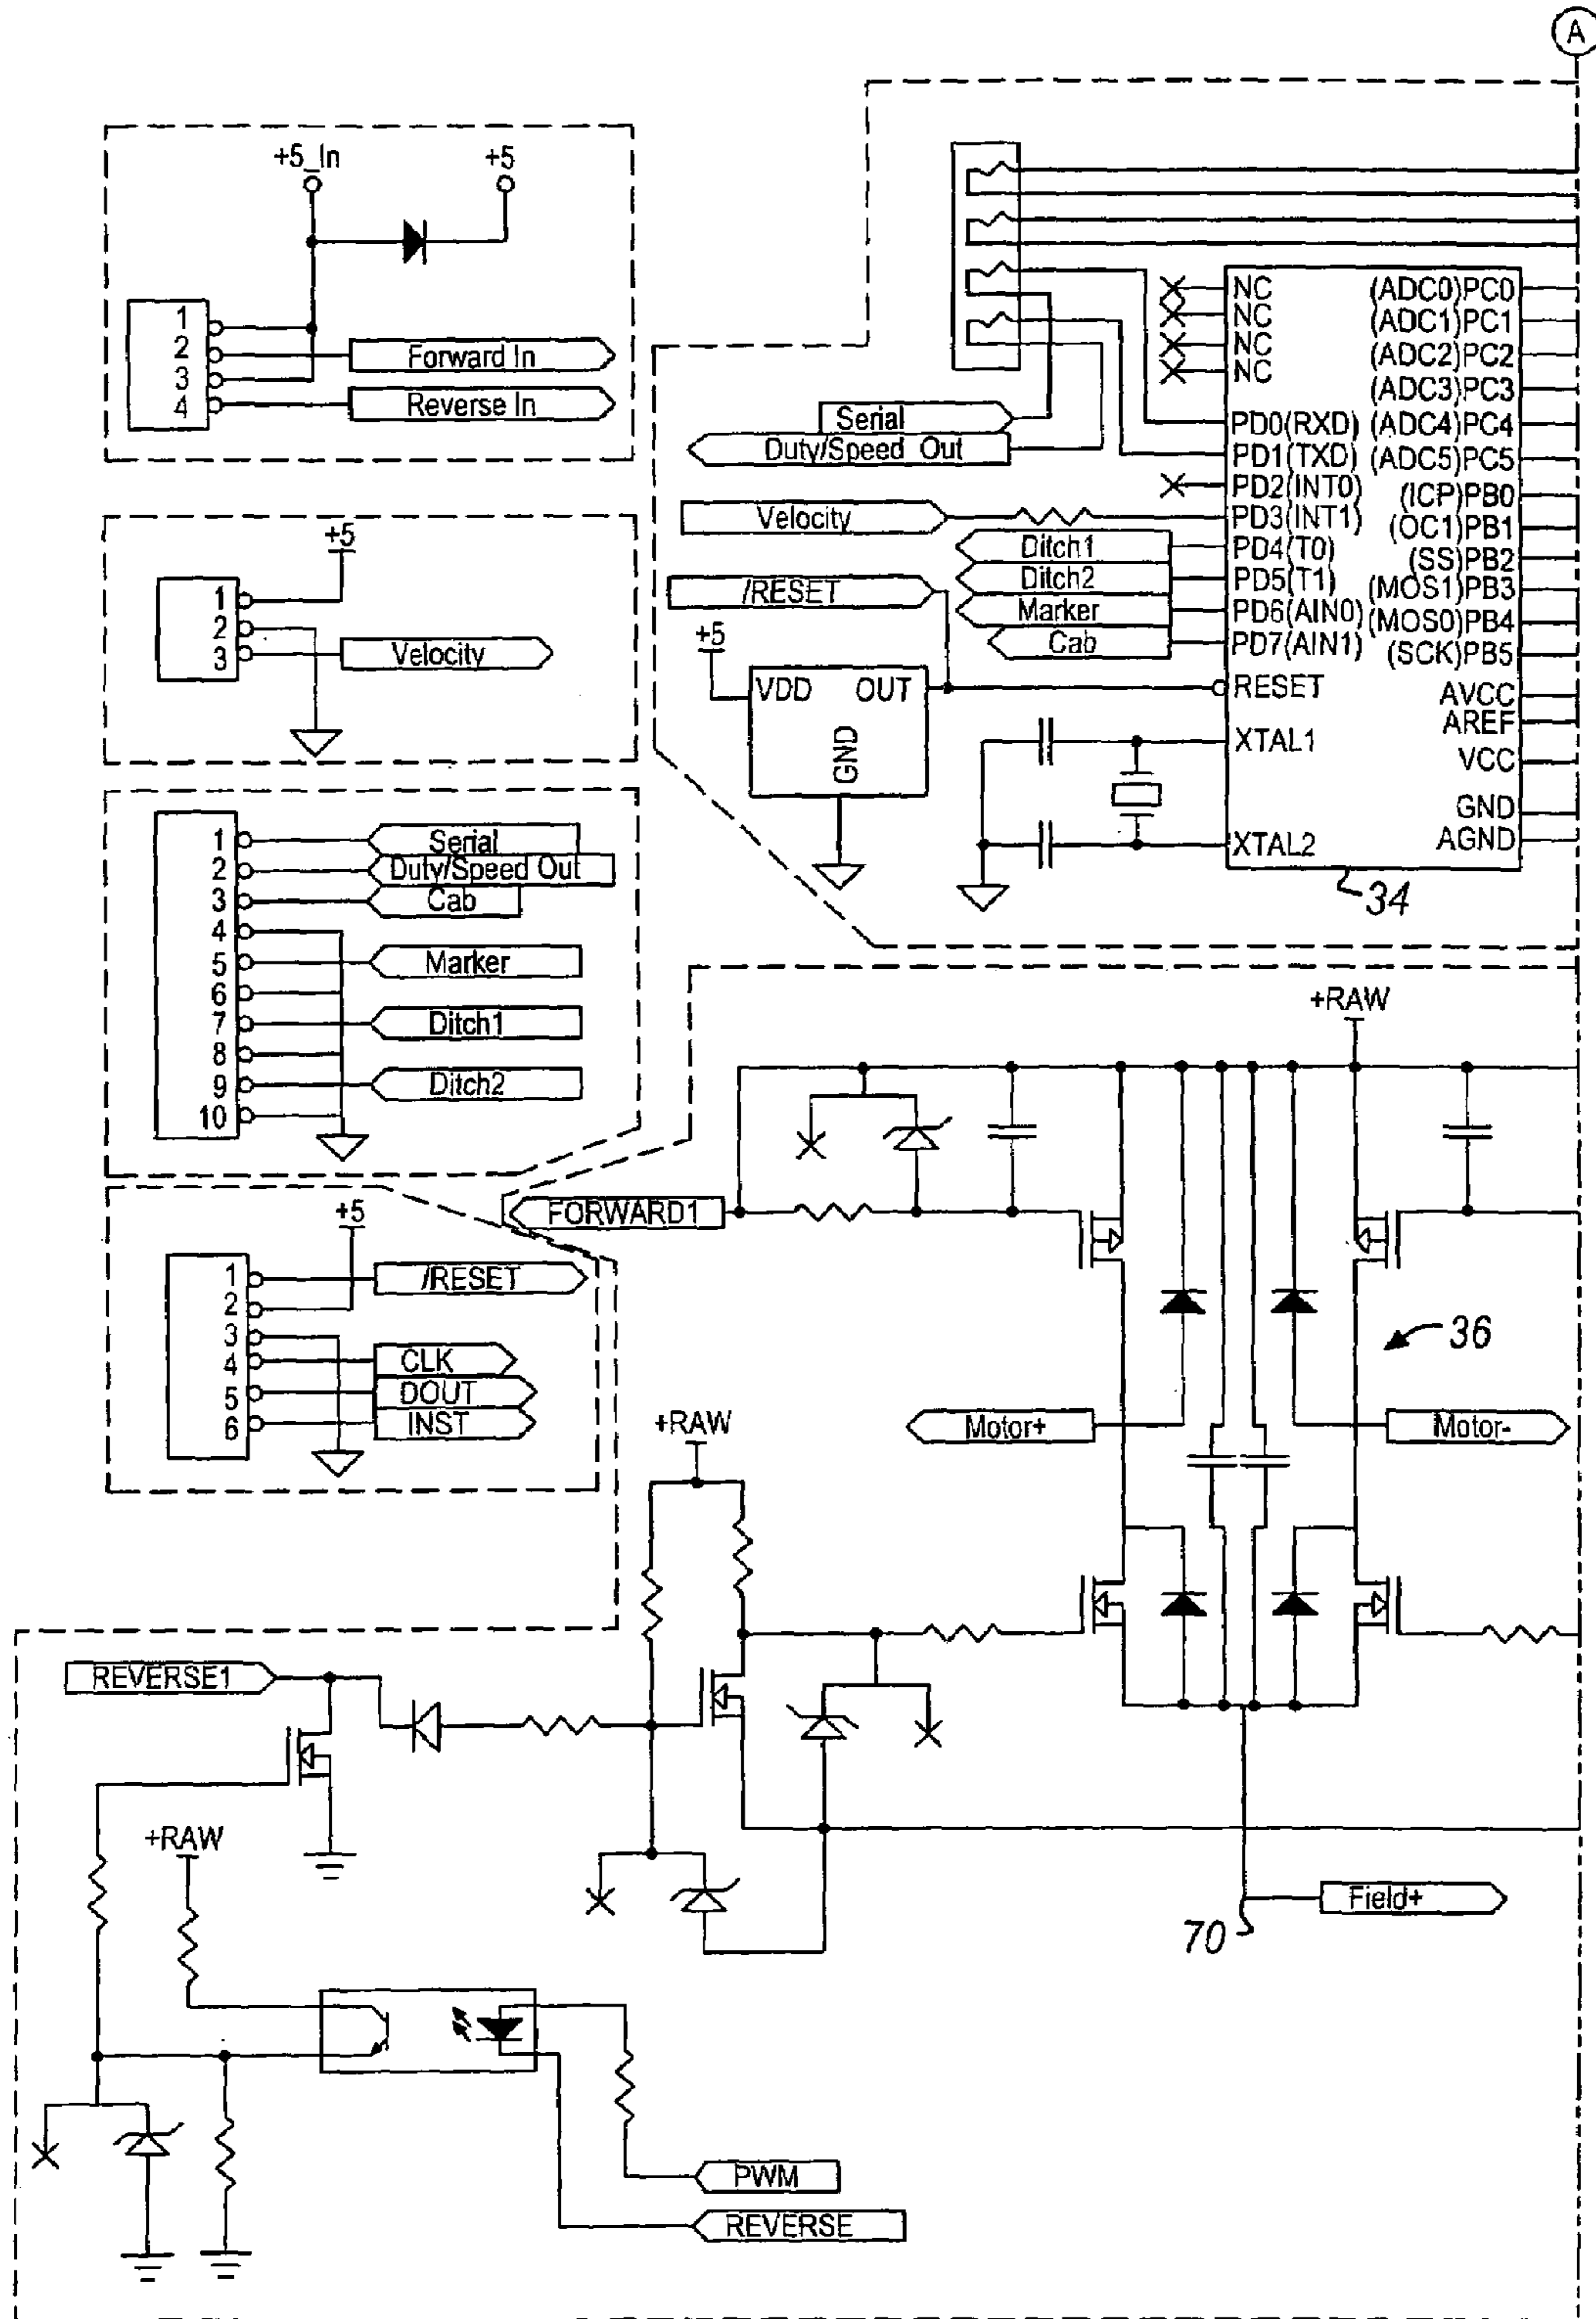 A
+5_In
+5
1
2
3
4
Forward In
Reverse In
+5
1
2
3
Velocity
1
2
3
4
5
6
7
8
9
10
Serial
Duty/Speed Out
Cab
Marker
Ditch1
Ditch2
+5
1
2
3
4
5
6
/RESET
CLK
DOUT
INST
Serial
Duty/Speed Out
Velocity
Ditch1
Ditch2
Marker
Cab
/RESET
+5
VDD OUT
GND
NC
NC
NC
NC
PD0(RXD)
PD1(TXD)
PD2(INT0)
PD3(INT1)
PD4(T0)
PD5(T1)
PD6(AIN0)
PD7(AIN1)
RESET
XTAL1
XTAL2
(ADC0)PC0
(ADC1)PC1
(ADC2)PC2
(ADC3)PC3
(ADC4)PC4
(ADC5)PC5
(ICP)PB0
(OC1)PB1
(SS)PB2
(MOS1)PB3
(MOS0)PB4
(SCK)PB5
AVCC
AREF
VCC
GND
AGND
34
+RAW
FORWARD1
36
Motor+
Motor-
+RAW
REVERSE1
+RAW
Field+
70
PWM
REVERSE